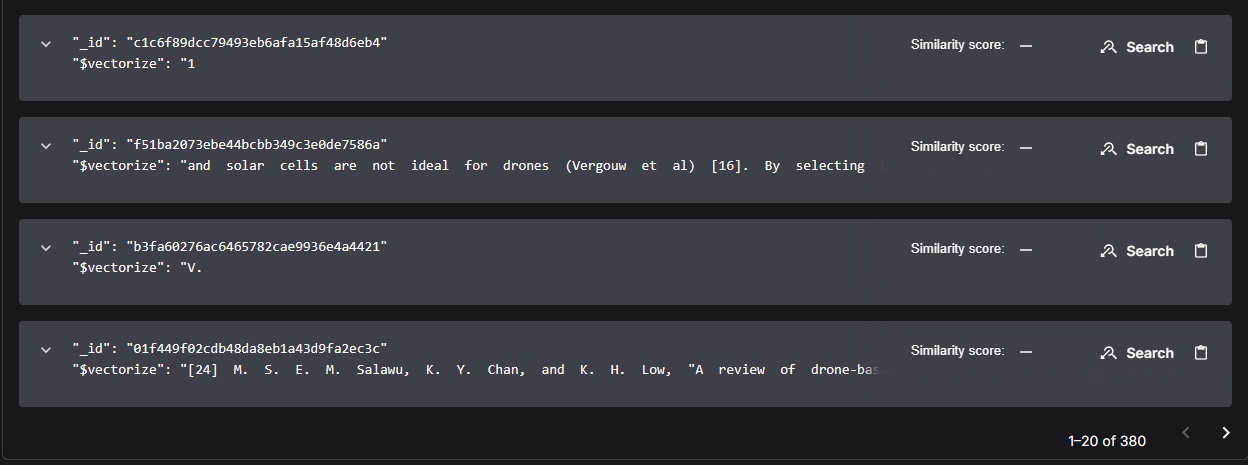 "_id": "c1c6f89dcc79493eb6afa15af48d6eb4" Similarity score: — Search
"$vectorize": "1
"_id": "f51ba2073ebe44bcbb349c3e0de7586a" Similarity score: — Search
"$vectorize": "and solar cells are not ideal for drones (Vergouw et al) [16]. By selecting
"_id": "b3fa60276ac6465782cae9936e4a4421" Similarity score: — Search
"$vectorize": "V.
"_id": "01f449f02cdb48da8eb1a43d9fa2ec3c" Similarity score: — Search
"$vectorize": "[24] M. S. E. M. Salawu, K. Y. Chan, and K. H. Low, "A review of drone-bas
1–20 of 380